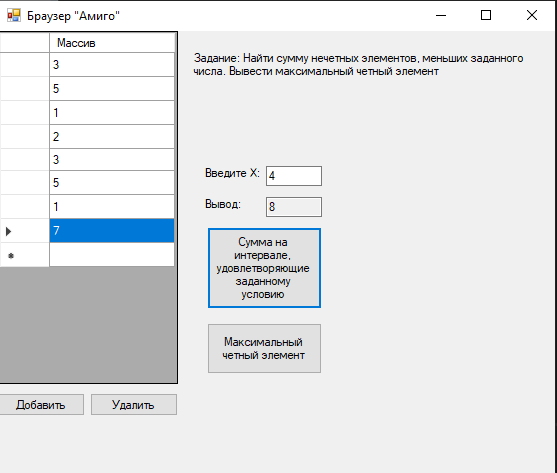 Браузер "Амиго"
Массив
3
5
1
2
3
5
1
7
Задание: Найти сумму нечетных элементов, меньших заданного
числа. Вывести максимальный четный элемент
Введите X: 4
Вывод: 8
Сумма на
интервале,
удовлетворяющие
заданному
условию
Максимальный
четный элемент
Добавить Удалить